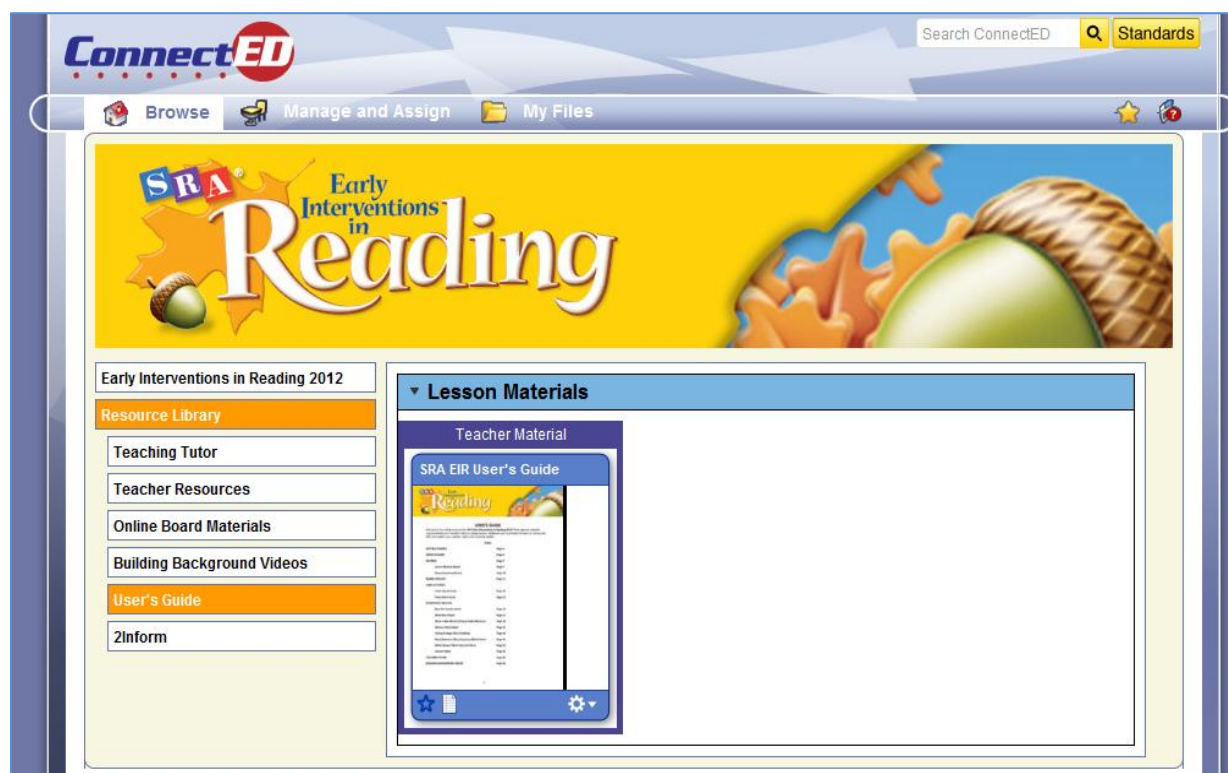 ConnectED
Search ConnectED
Standards
Browse
Manage and Assign
My Files
SRA®
Early
Interventions
in
Reading
Early Interventions in Reading 2012
Resource Library
Teaching Tutor
Teacher Resources
Online Board Materials
Building Background Videos
User's Guide
2Inform
Lesson Materials
Teacher Material
SRA EIR User's Guide
Reading
USER'S GUIDE